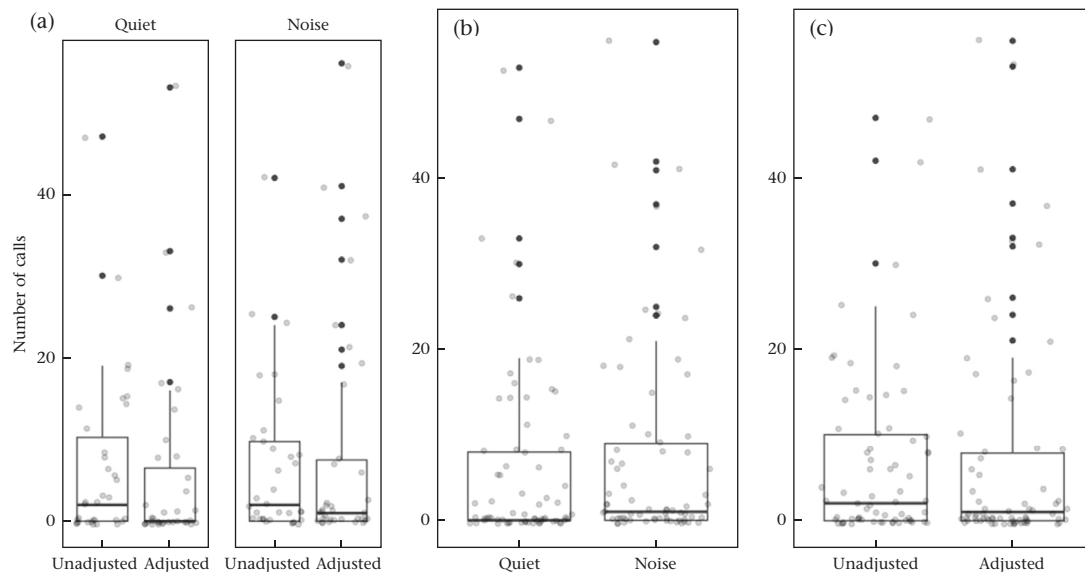 (a)
Quiet
Noise
(b)
(c)
Number of calls
40
20
0
Unadjusted
Adjusted
Unadjusted
Adjusted
40
20
0
Quiet
Noise
40
20
0
Unadjusted
Adjusted